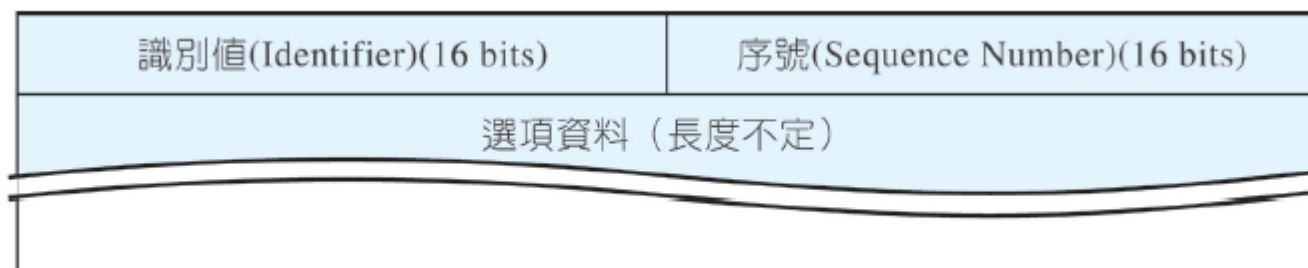 識別值(Identifier)(16 bits) 序號(Sequence Number)(16 bits)
選項資料（長度不定）